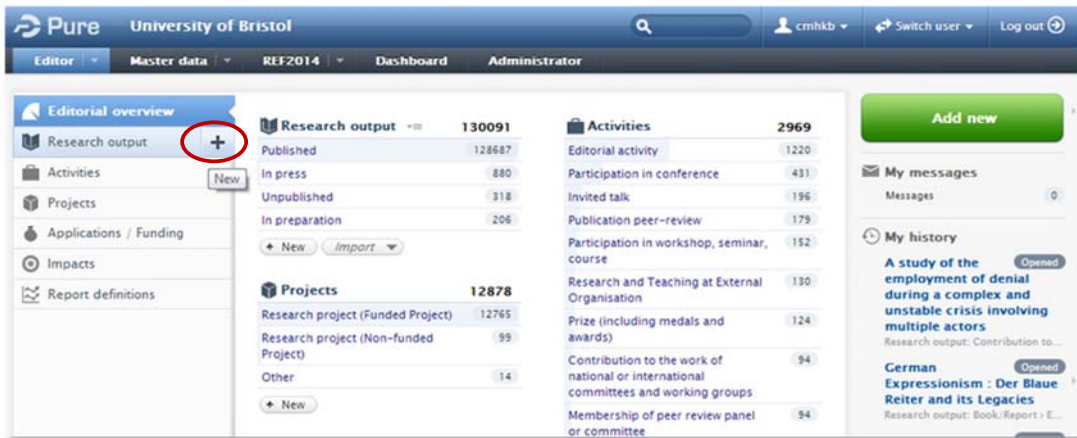 Pure University of Bristol cmhkb Switch user Log out
Editor Master data REF2014 Dashboard Administrator
Editorial overview
Research output
New
Activities
Projects
Applications / Funding
Impacts
Report definitions
Research output 130091
Published 128687
In press 880
Unpublished 318
In preparation 206
+ New Import
Projects 12878
Research project (Funded Project) 12765
Research project (Non-funded 99
Project)
Other 14
+ New
Activities 2969
Editorial activity 1220
Participation in conference 431
Invited talk 196
Publication peer-review 179
Participation in workshop, seminar, 152
course
Research and Teaching at External 130
Organisation
Prize (including medals and 124
awards)
Contribution to the work of 94
national or international
committees and working groups
Membership of peer review panel 94
or committee
Add new
My messages
Messages 0
My history
A study of the Opened
employment of denial
during a complex and
unstable crisis involving
multiple actors
Research output: Contribution to...
German Opened
Expressionism : Der Blaue
Reiter and its Legacies
Research output: Book/Report › E...